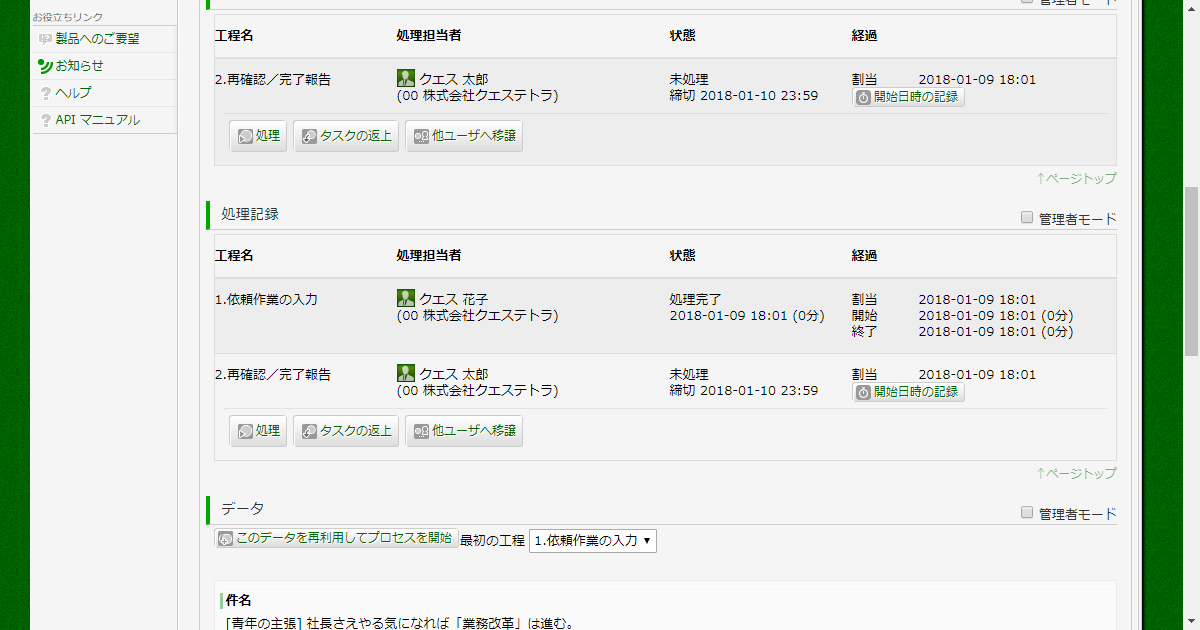 お役立ちリンク
製品へのご要望
お知らせ
ヘルプ
API マニュアル
管理者モード
工程名 処理担当者 状態 経過
2.再確認／完了報告 クエス 太郎 未処理 割当 2018-01-09 18:01
(00 株式会社クエステトラ) 締切 2018-01-10 23:59 開始日時の記録
処理 タスクの返上 他ユーザへ移譲
↑ページトップ
処理記録 管理者モード
工程名 処理担当者 状態 経過
1.依頼作業の入力 クエス 花子 処理完了 割当 2018-01-09 18:01
(00 株式会社クエステトラ) 2018-01-09 18:01 (0分) 開始 2018-01-09 18:01 (0分)
終了 2018-01-09 18:01 (0分)
2.再確認／完了報告 クエス 太郎 未処理 割当 2018-01-09 18:01
(00 株式会社クエステトラ) 締切 2018-01-10 23:59 開始日時の記録
処理 タスクの返上 他ユーザへ移譲
↑ページトップ
データ 管理者モード
このデータを再利用してプロセスを開始 最初の工程 1.依頼作業の入力
件名
[青年の主張] 社長さえやる気になれば「業務改革」は進む。